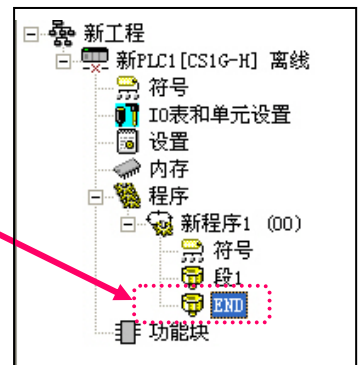 新工程
新PLC1[CS1G-H] 离线
符号
IO表和单元设置
设置
内存
程序
新程序1 (00)
符号
段1
END
功能块